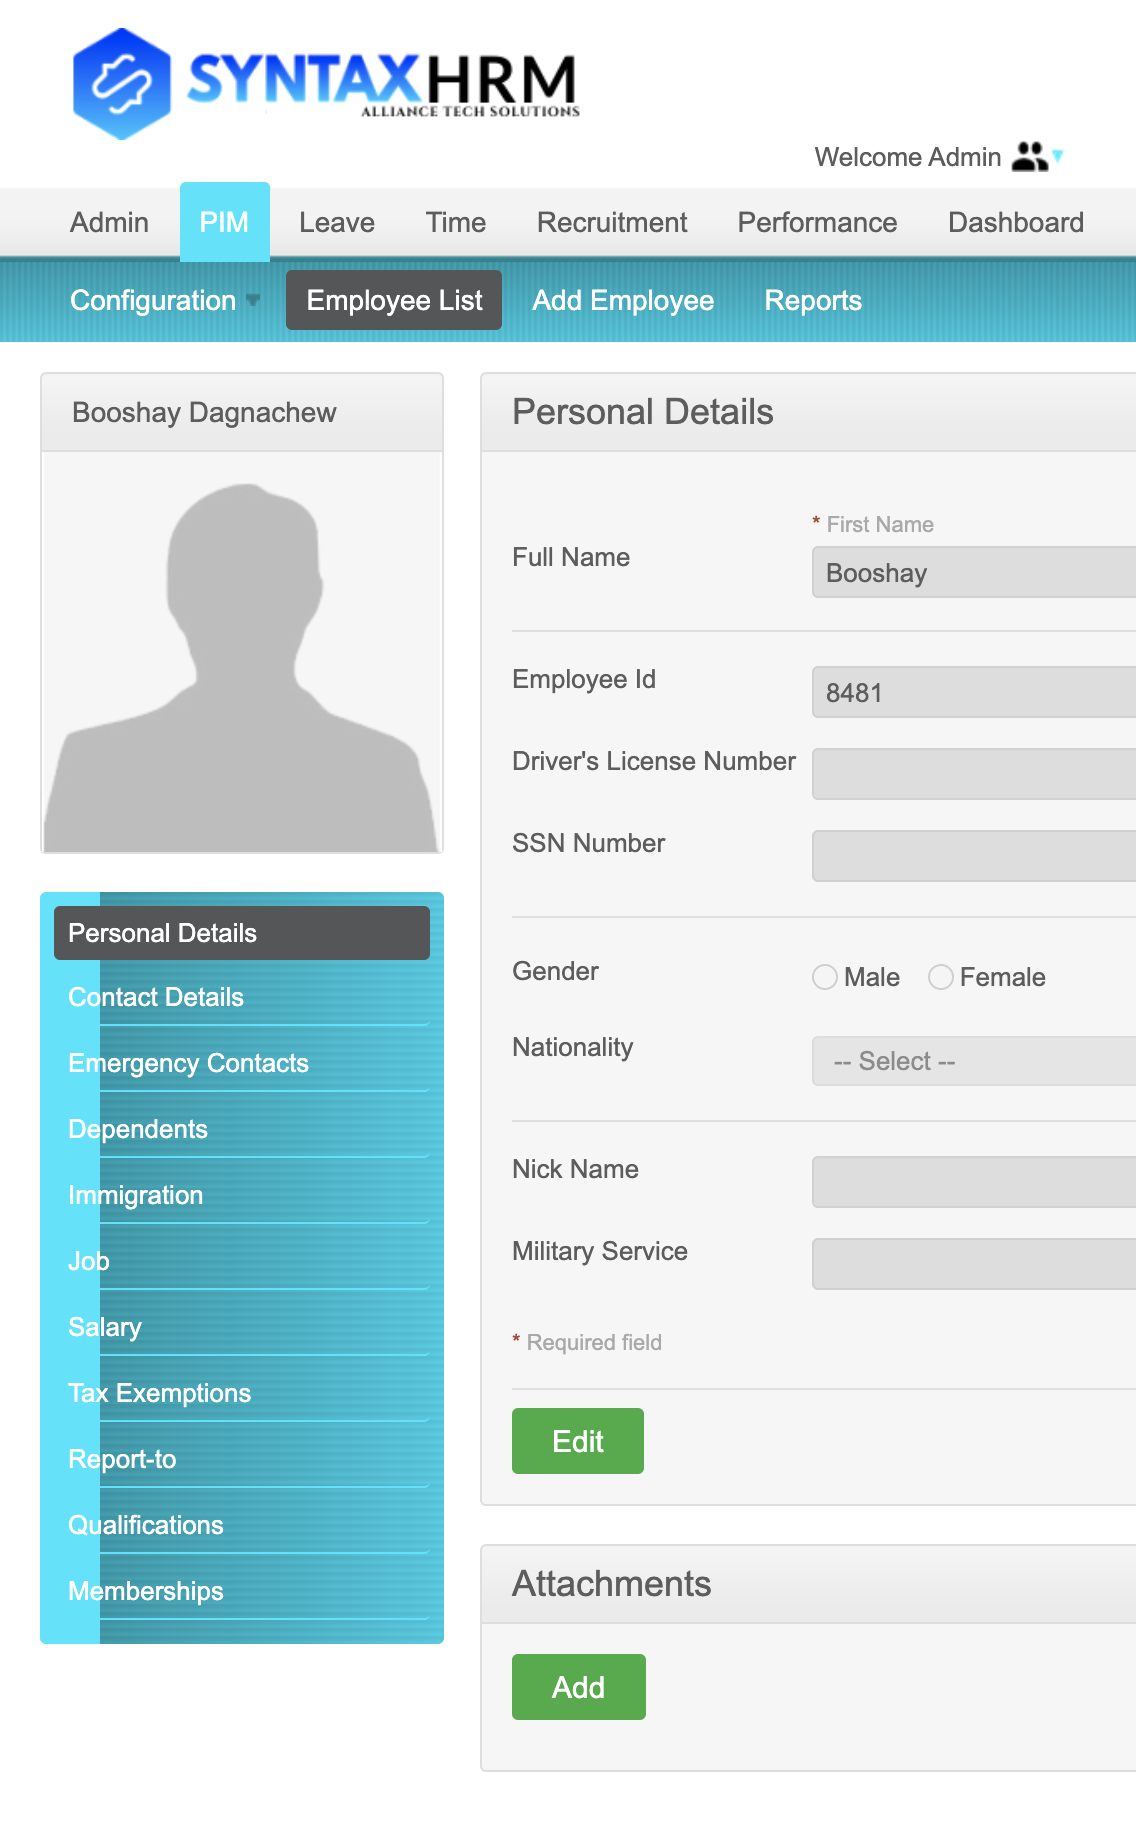 SYNTAXHRM
ALLIANCE TECH SOLUTIONS
Welcome Admin
Admin PIM Leave Time Recruitment Performance Dashboard
Configuration Employee List Add Employee Reports
Booshay Dagnachew
Personal Details
Contact Details
Emergency Contacts
Dependents
Immigration
Job
Salary
Tax Exemptions
Report-to
Qualifications
Memberships
Personal Details
* First Name
Full Name Booshay
Employee Id 8481
Driver's License Number
SSN Number
Gender Male Female
Nationality -- Select --
Nick Name
Military Service
* Required field
Edit
Attachments
Add